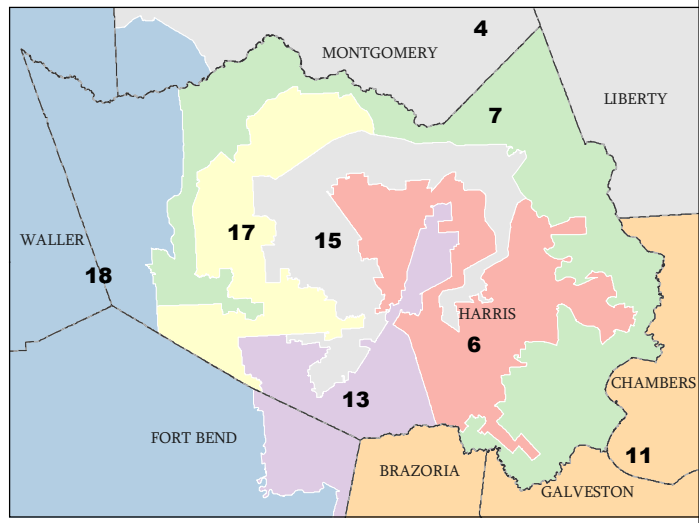 4
MONTGOMERY
LIBERTY
7
17
15
WALLER
18
HARRIS
6
CHAMBERS
13
FORT BEND
11
BRAZORIA
GALVESTON